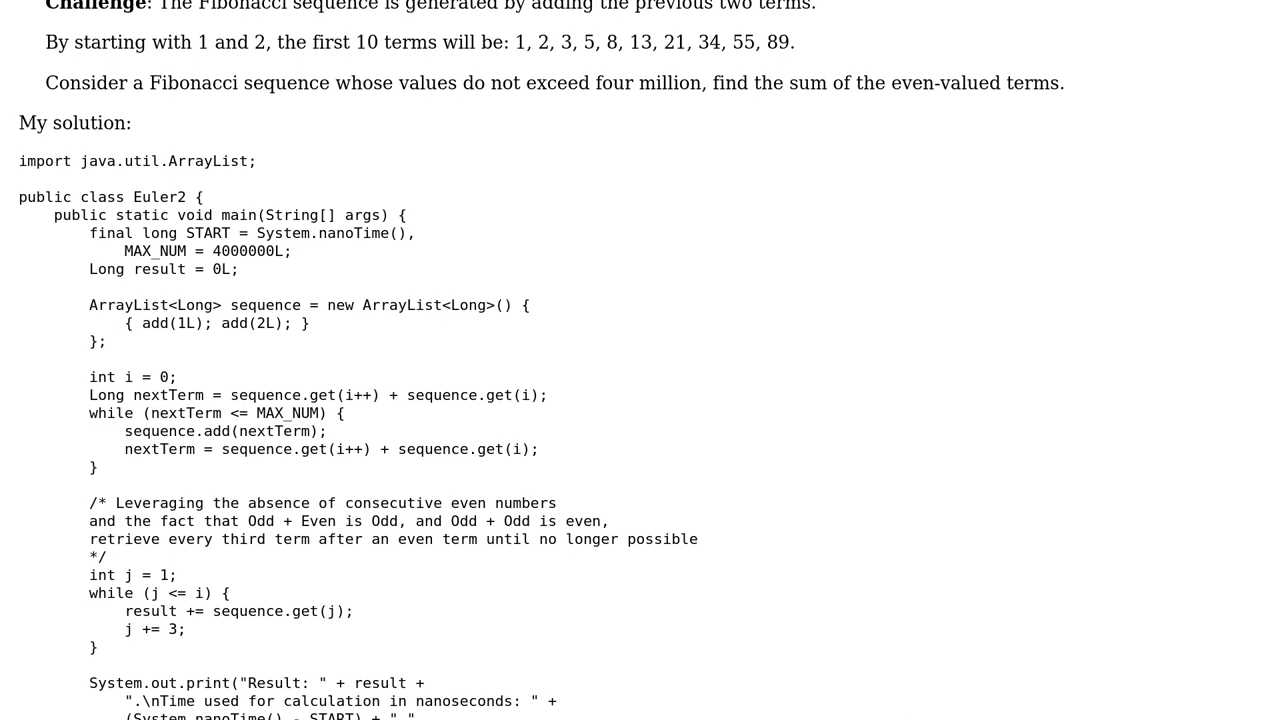 Challenge: The Fibonacci sequence is generated by adding the previous two terms.
By starting with 1 and 2, the first 10 terms will be: 1, 2, 3, 5, 8, 13, 21, 34, 55, 89.
Consider a Fibonacci sequence whose values do not exceed four million, find the sum of the even-valued terms.
My solution:
import java.util.ArrayList;
public class Euler2 {
    public static void main(String[] args) {
        final long START = System.nanoTime(),
            MAX_NUM = 4000000L;
        Long result = 0L;
        ArrayList<Long> sequence = new ArrayList<Long>() {
            { add(1L); add(2L); }
        };
        int i = 0;
        Long nextTerm = sequence.get(i++) + sequence.get(i);
        while (nextTerm <= MAX_NUM) {
            sequence.add(nextTerm);
            nextTerm = sequence.get(i++) + sequence.get(i);
        }
        /* Leveraging the absence of consecutive even numbers
        and the fact that Odd + Even is Odd, and Odd + Odd is even,
        retrieve every third term after an even term until no longer possible
        */
        int j = 1;
        while (j <= i) {
            result += sequence.get(j);
            j += 3;
        }
        System.out.print("Result: " + result +
            ".\nTime used for calculation in nanoseconds: " +
            (System.nanoTime() - START) + "."